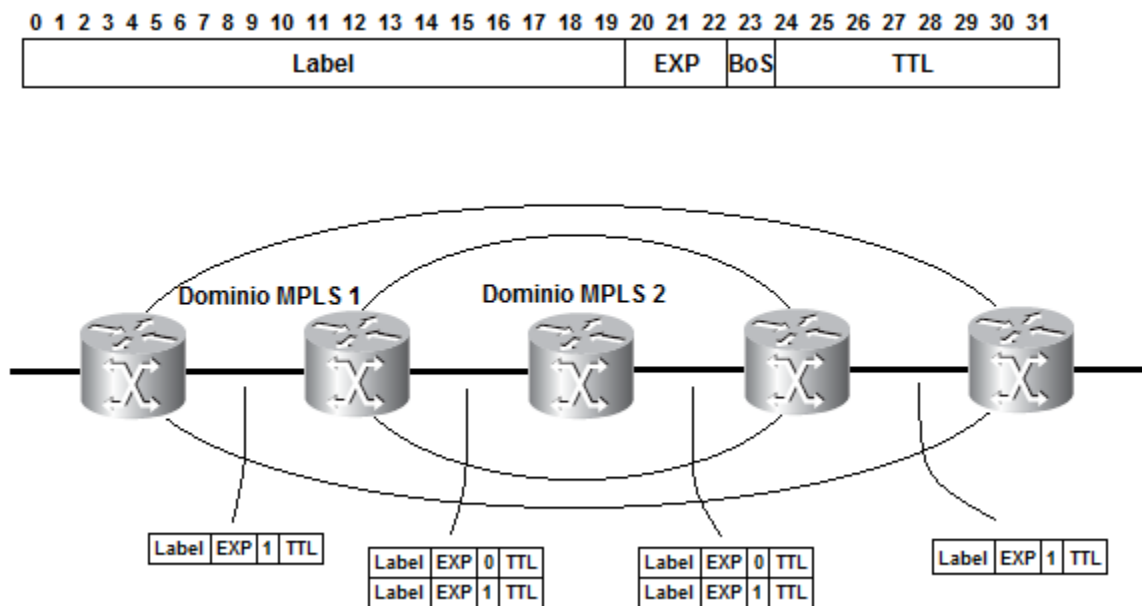 0 1 2 3 4 5 6 7 8 9 10 11 12 13 14 15 16 17 18 19 20 21 22 23 24 25 26 27 28 29 30 31
Label EXP BoS TTL
Dominio MPLS 1 Dominio MPLS 2
Label EXP 1 TTL
Label EXP 0 TTL
Label EXP 1 TTL
Label EXP 0 TTL
Label EXP 1 TTL
Label EXP 1 TTL